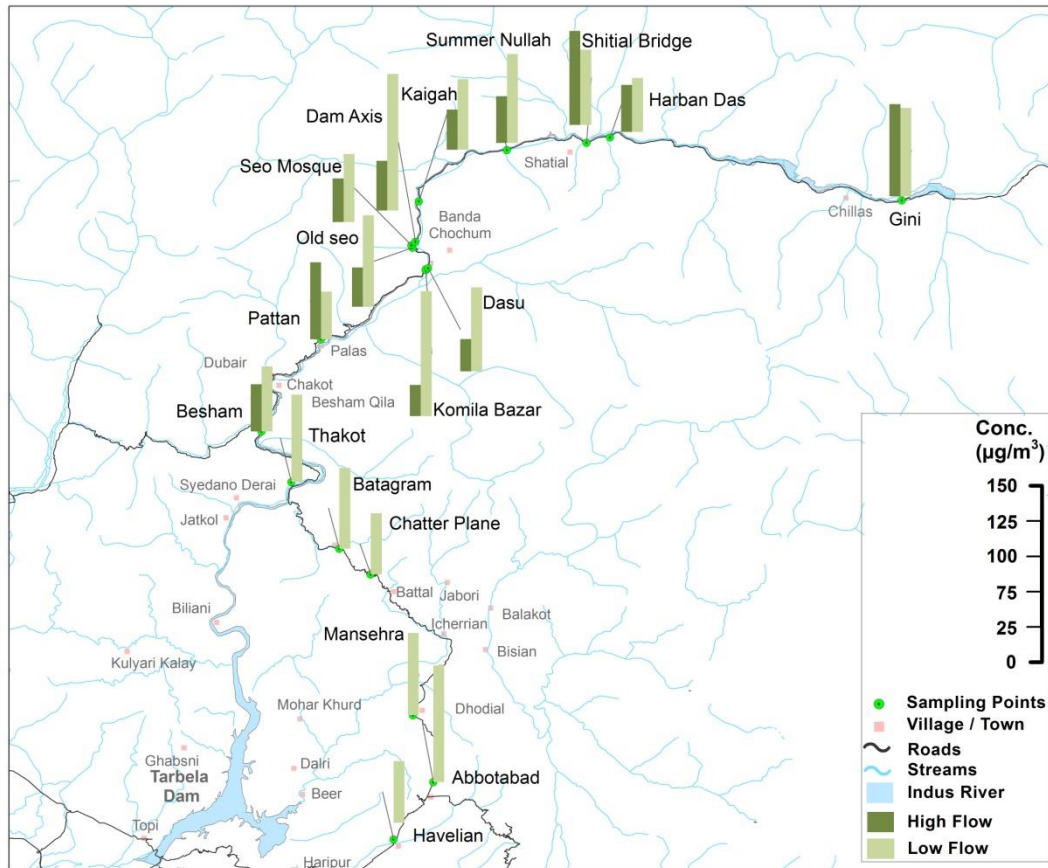 Summer Nullah
Shitial Bridge
Kaigah
Harban Das
Dam Axis
Shatial
Seo Mosque
Banda
Chochum
Chillas
Gini
Old seo
Dasu
Pattan
Palas
Dubair
Chakot
Besham Qila
Komila Bazar
Besham
Thakot
Batagram
Syedano Derai
Jatkol
Chatter Plane
Battal
Jabori
Balakot
Biliani
Icherrian
Mansehra
Bisian
Kulyari Kalay
Mohar Khurd
Dhodial
Ghabsni
Dalri
Tarbela
Dam
Beer
Abbotabad
Topi
Havelian
Haripur
Conc.
(µg/m³)
150
125
100
75
25
0
Sampling Points
Village / Town
Roads
Streams
Indus River
High Flow
Low Flow